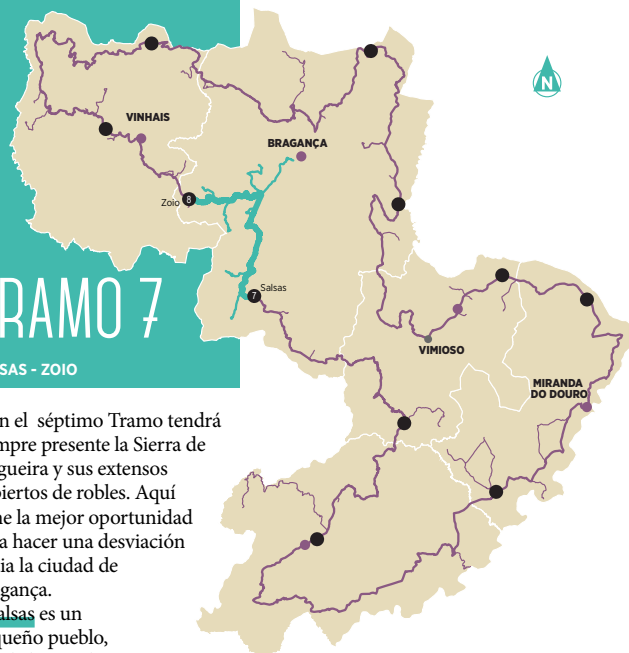 N
VINHAIS
BRAGANÇA
Zoio 8
7 Salsas
RAMO 7
SAS - ZOIO
VIMIOSO
MIRANDA
DO DOURO
n el séptimo Tramo tendrá
mpre presente la Sierra de
gueira y sus extensos
biertos de robles. Aquí
ne la mejor oportunidad
a hacer una desviación
ia la ciudad de
gança.
alsas es un
queño pueblo,